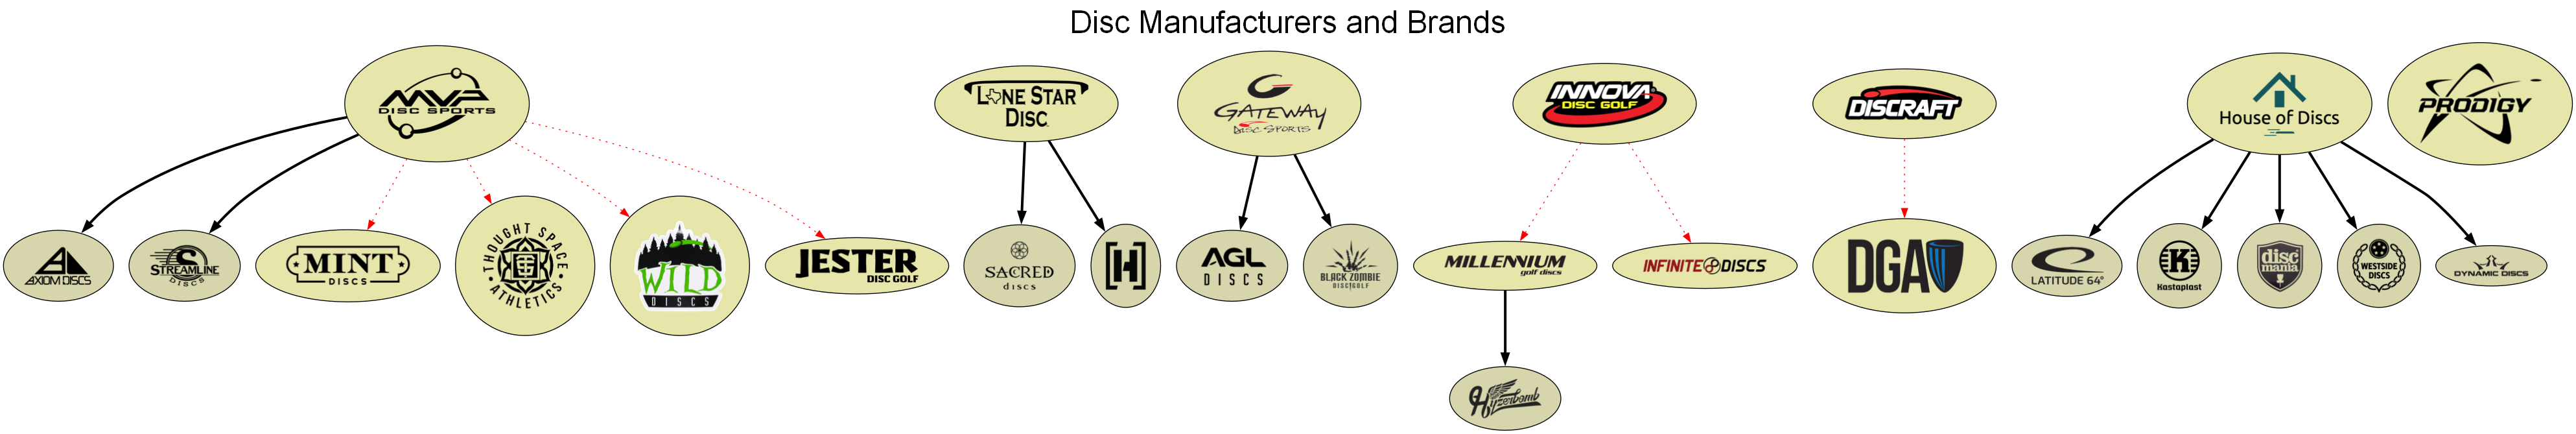 Disc Manufacturers and Brands
MVP
DISC SPORTS
LONE STAR
DISC
GATEWAY
DISC SPORTS
INNOVA
DISC GOLF
DISCRAFT
House of Discs
PRODIGY
AXIOM DISCS
STREAMLINE
DISCS
MINT
DISCS
THOUGHT SPACE
ATHLETICS
WILD
DISCS
JESTER
DISC GOLF
SACRED
discs
[H]
AGL
DISCS
BLACK ZOMBIE
DISC GOLF
MILLENNIUM
golf discs
INFINITE DISCS
DGA
LATITUDE 64°
K
Kastaplast
disc
mania
WESTSIDE
DISCS
DYNAMIC DISCS
Hyzerbomb